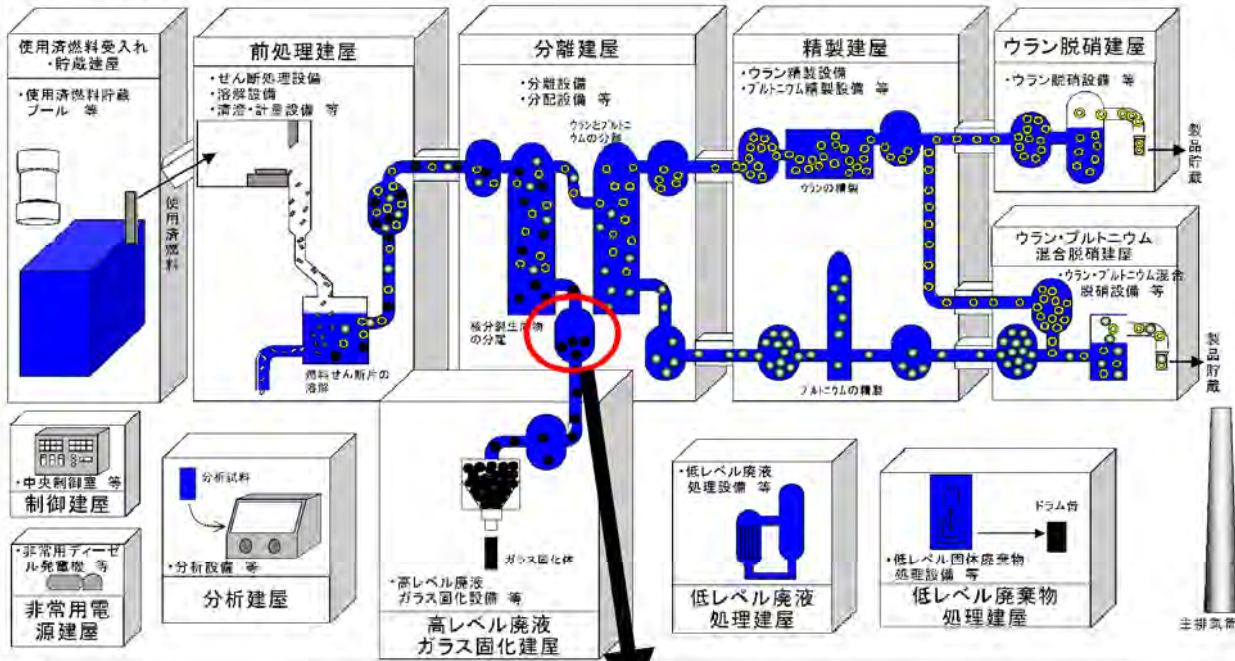 使用済燃料受入れ
・貯蔵建屋
・使用済燃料貯蔵
プール 等
使用済燃料
前処理建屋
・せん断処理設備
・溶解設備
・清澄・計量設備 等
燃料せん断片の
溶解
分離建屋
・分離設備
・分配設備 等
ウランとプルトニ
ウムの分離
核分裂生成物
の分離
精製建屋
・ウラン精製設備
・プルトニウム精製設備 等
ウランの精製
プルトニウムの精製
ウラン脱硝建屋
・ウラン脱硝設備 等
製品貯蔵
ウラン・プルトニウム
混合脱硝建屋
・ウラン・プルトニウム混合
脱硝設備 等
製品貯蔵
・中央制御室 等
制御建屋
・非常用ディーゼ
ル発電機 等
非常用電
源建屋
分析試料
・分析設備 等
分析建屋
ガラス固化体
・高レベル廃液
ガラス固化設備 等
高レベル廃液
ガラス固化建屋
・低レベル廃液
処理設備 等
低レベル廃液
処理建屋
ドラム缶
・低レベル固体廃棄物
処理設備 等
低レベル廃棄物
処理建屋
主排気筒